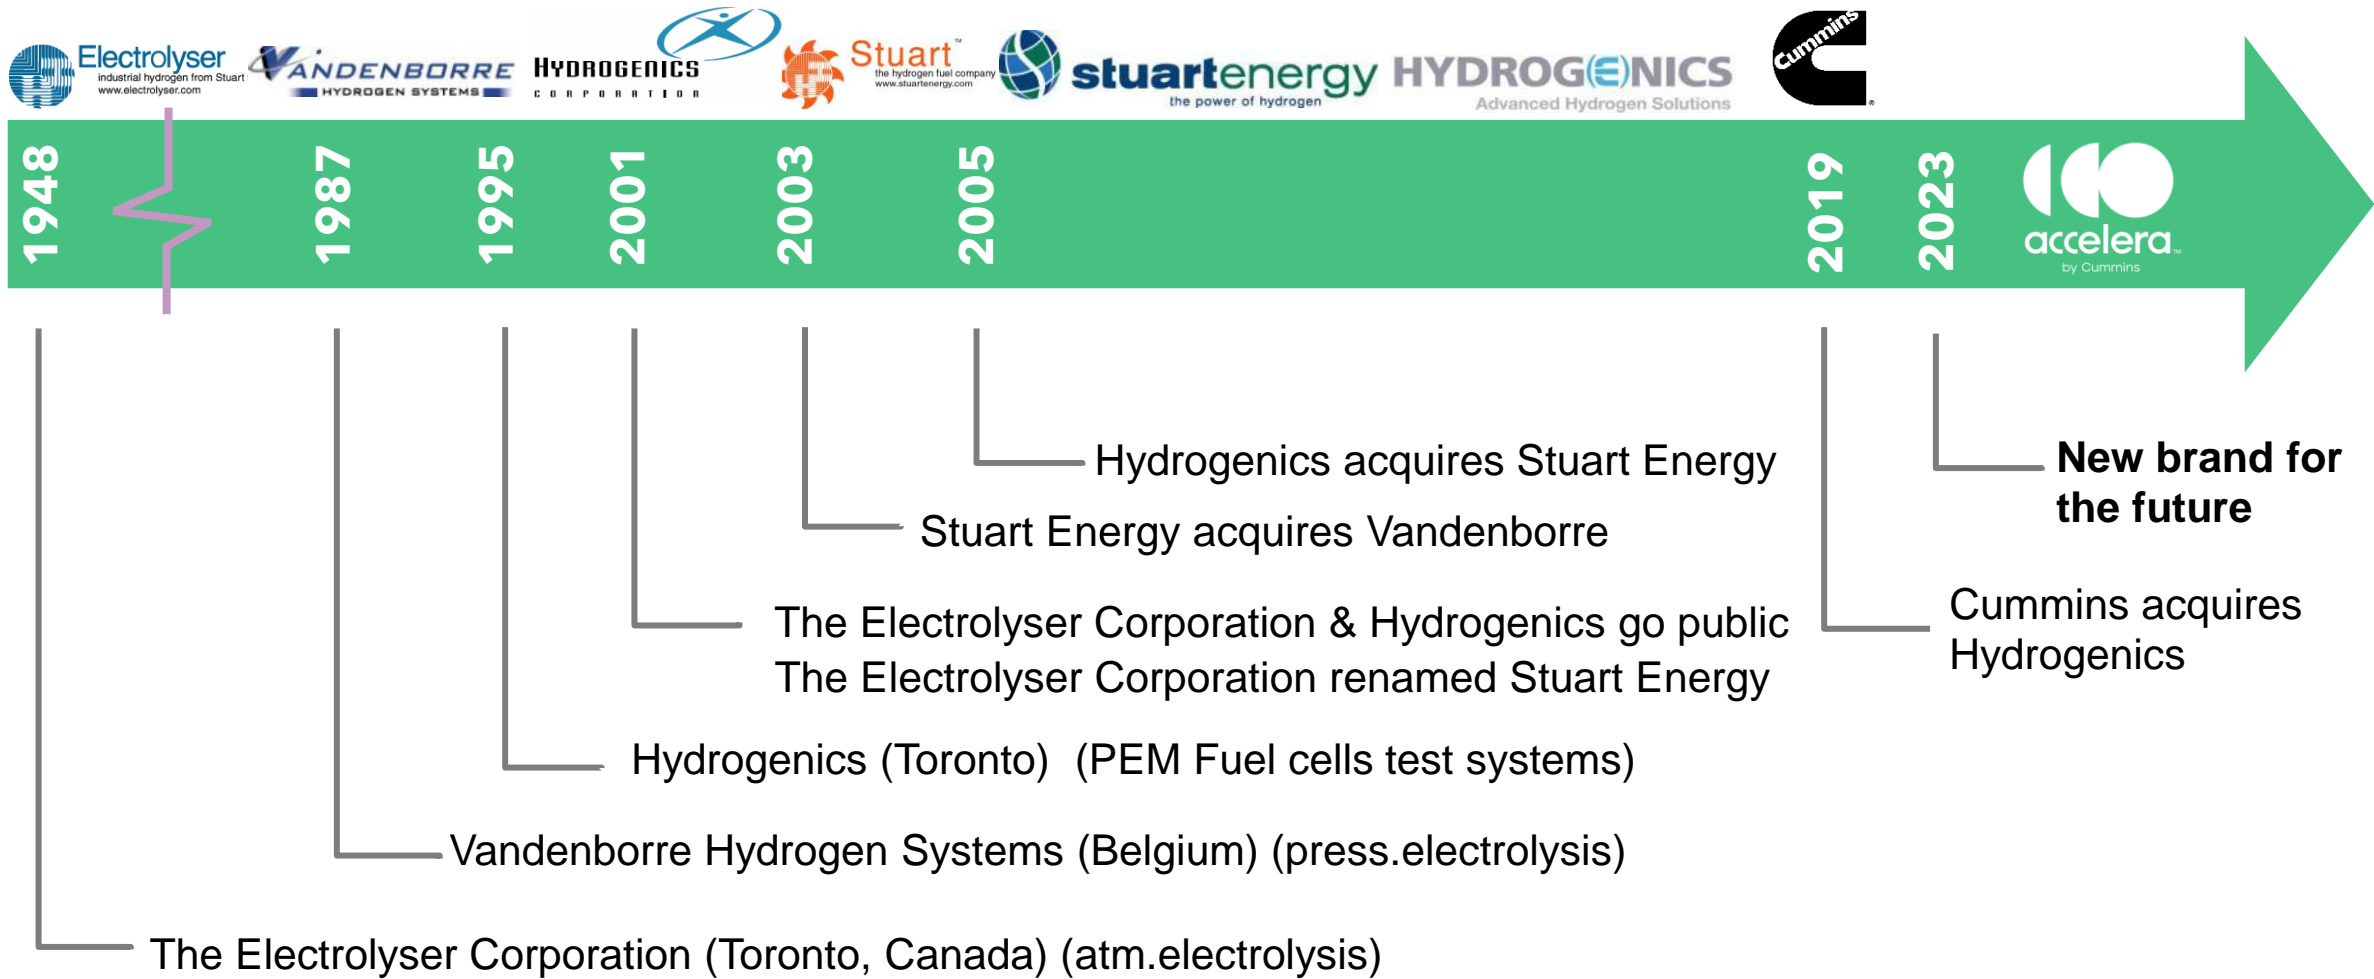 Electrolyser
industrial hydrogen from Stuart
www.electrolyser.com
VANDENBORRE
HYDROGEN SYSTEMS
HYDROGENICS
CORPORATION
Stuart™
the hydrogen fuel company
www.stuartenergy.com
stuartenergy
the power of hydrogen
HYDROG(E)NICS
Advanced Hydrogen Solutions
Cummins
®
1948
1987
1995
2001
2003
2005
2019
2023
accelera™
by Cummins
Hydrogenics acquires Stuart Energy
New brand for
the future
Stuart Energy acquires Vandenborre
The Electrolyser Corporation & Hydrogenics go public
The Electrolyser Corporation renamed Stuart Energy
Cummins acquires
Hydrogenics
Hydrogenics (Toronto)  (PEM Fuel cells test systems)
Vandenborre Hydrogen Systems (Belgium) (press.electrolysis)
The Electrolyser Corporation (Toronto, Canada) (atm.electrolysis)